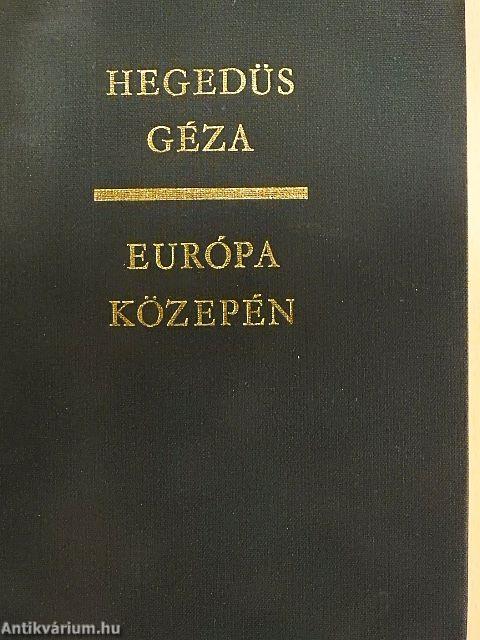 HEGEDÜS
GÉZA
EURÓPA
KÖZEPÉN
Antikvárium.hu